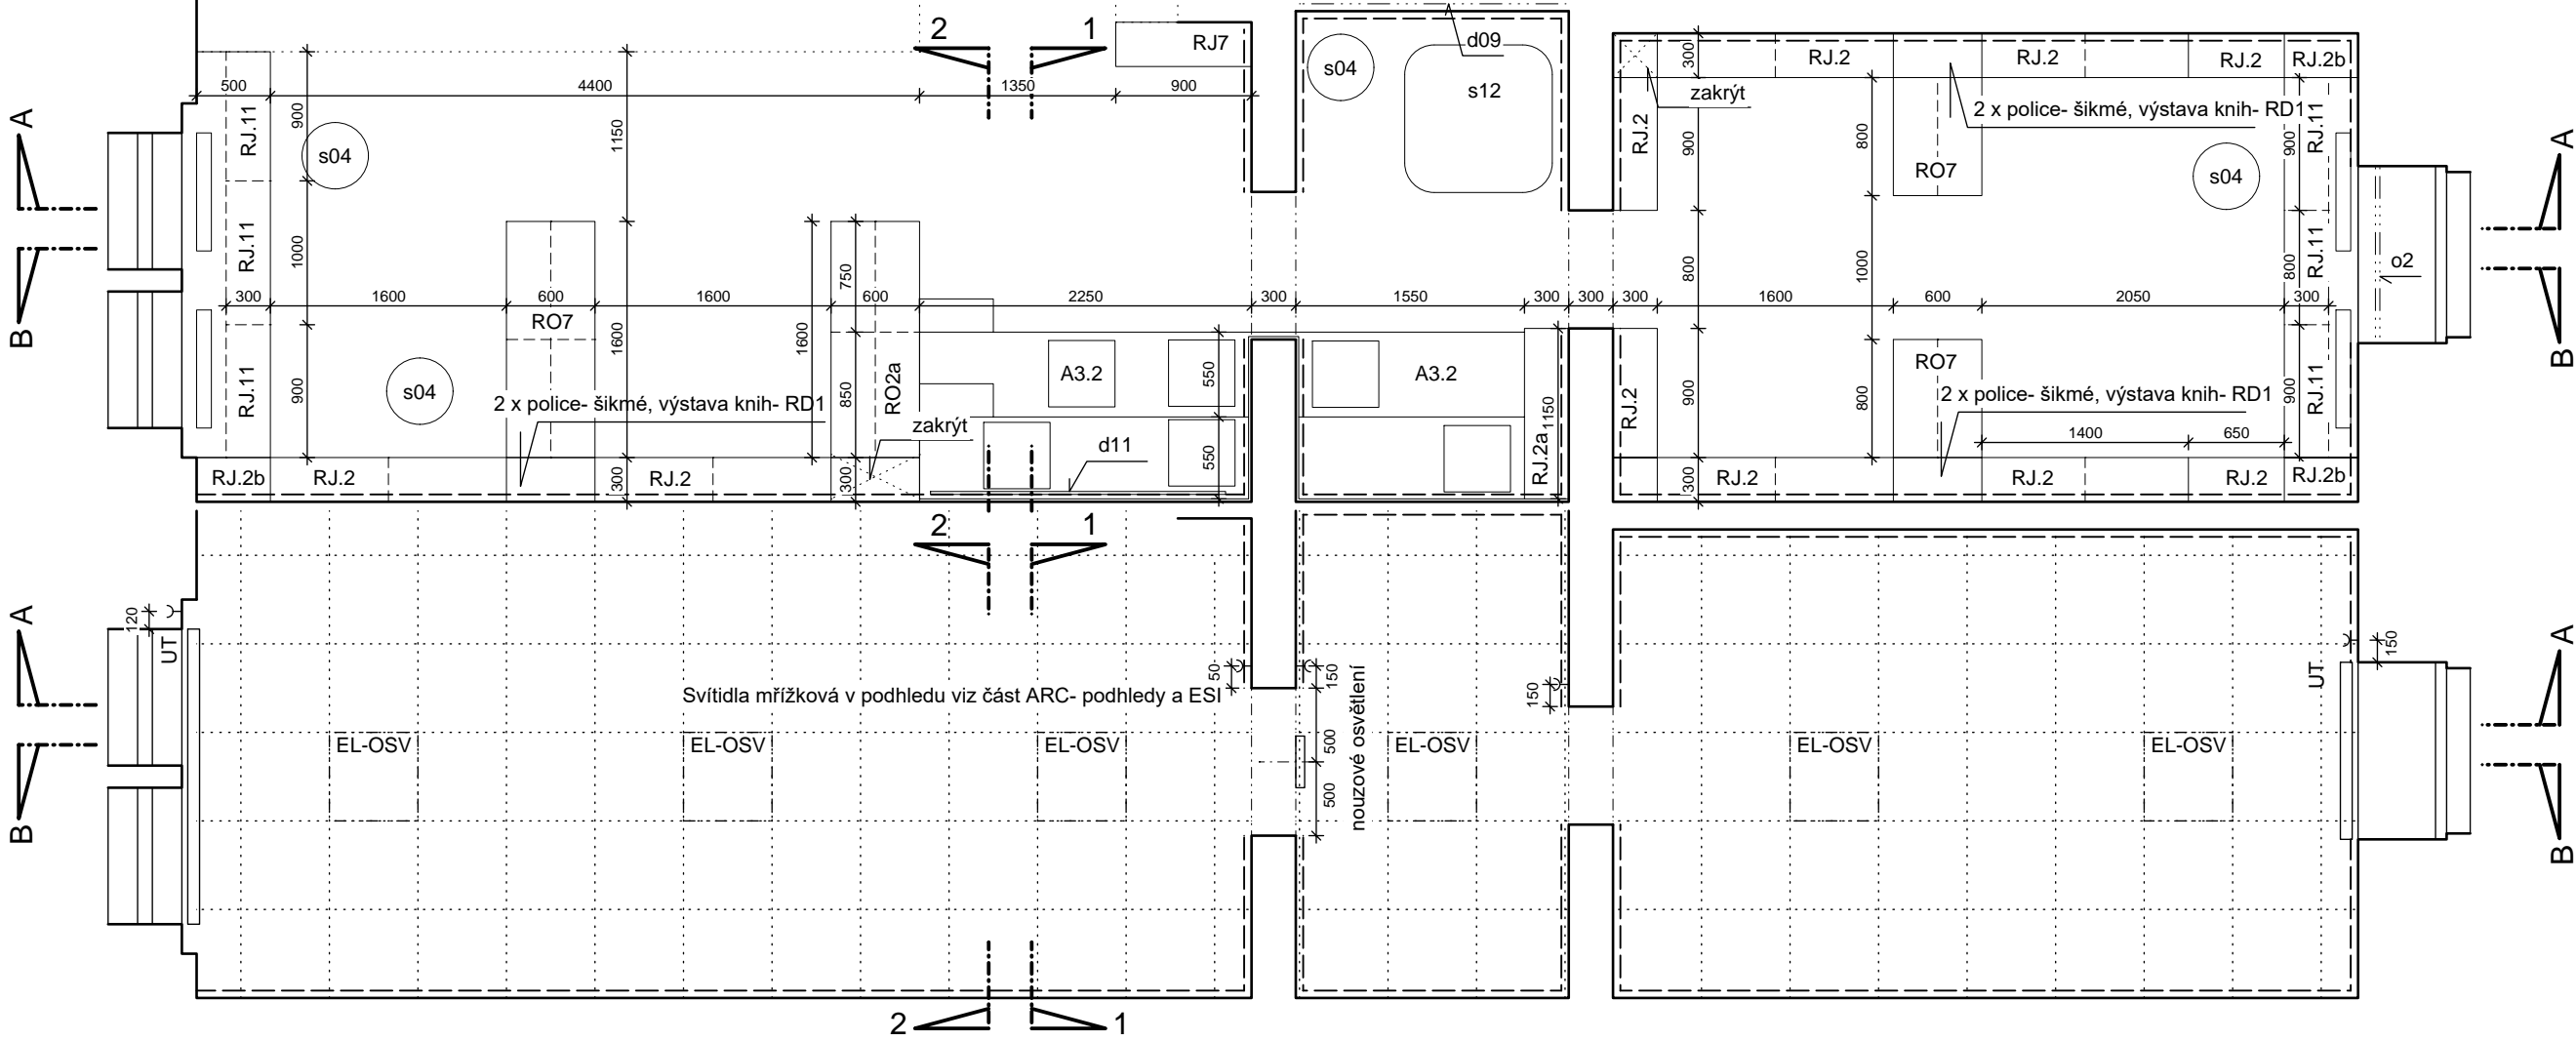 2
1
RJ7
d09
s04
s12
300
RJ.2
RJ.2
RJ.2
RJ.2b
500
4400
1350
900
zakrýt
2 x police- šikmé, výstava knih- RD1
A
RJ.11
900
s04
1150
RJ.2
900
800
RO7
s04
900
RJ.11
A
B
RJ.11
1000
750
800
1000
800
RJ.11
o2
B
300
1600
600
1600
600
2250
300
1550
300
300
300
1600
600
2050
300
RO7
1600
1600
RJ.11
900
s04
850
RO2a
A3.2
550
A3.2
RJ.2
900
800
RO7
900
RJ.11
2 x police- šikmé, výstava knih- RD1
2 x police- šikmé, výstava knih- RD1
zakrýt
d11
550
1150
RJ.2a
1400
650
RJ.2b
RJ.2
300
RJ.2
300
300
RJ.2
RJ.2
RJ.2
RJ.2b
2
1
A
120
UT
A
150
UT
50
150
150
Svítidla mřížková v podhledu viz část ARC- podhledy a ESI
nouzové osvětlení
500
500
EL-OSV
EL-OSV
EL-OSV
EL-OSV
EL-OSV
EL-OSV
B
B
2
1